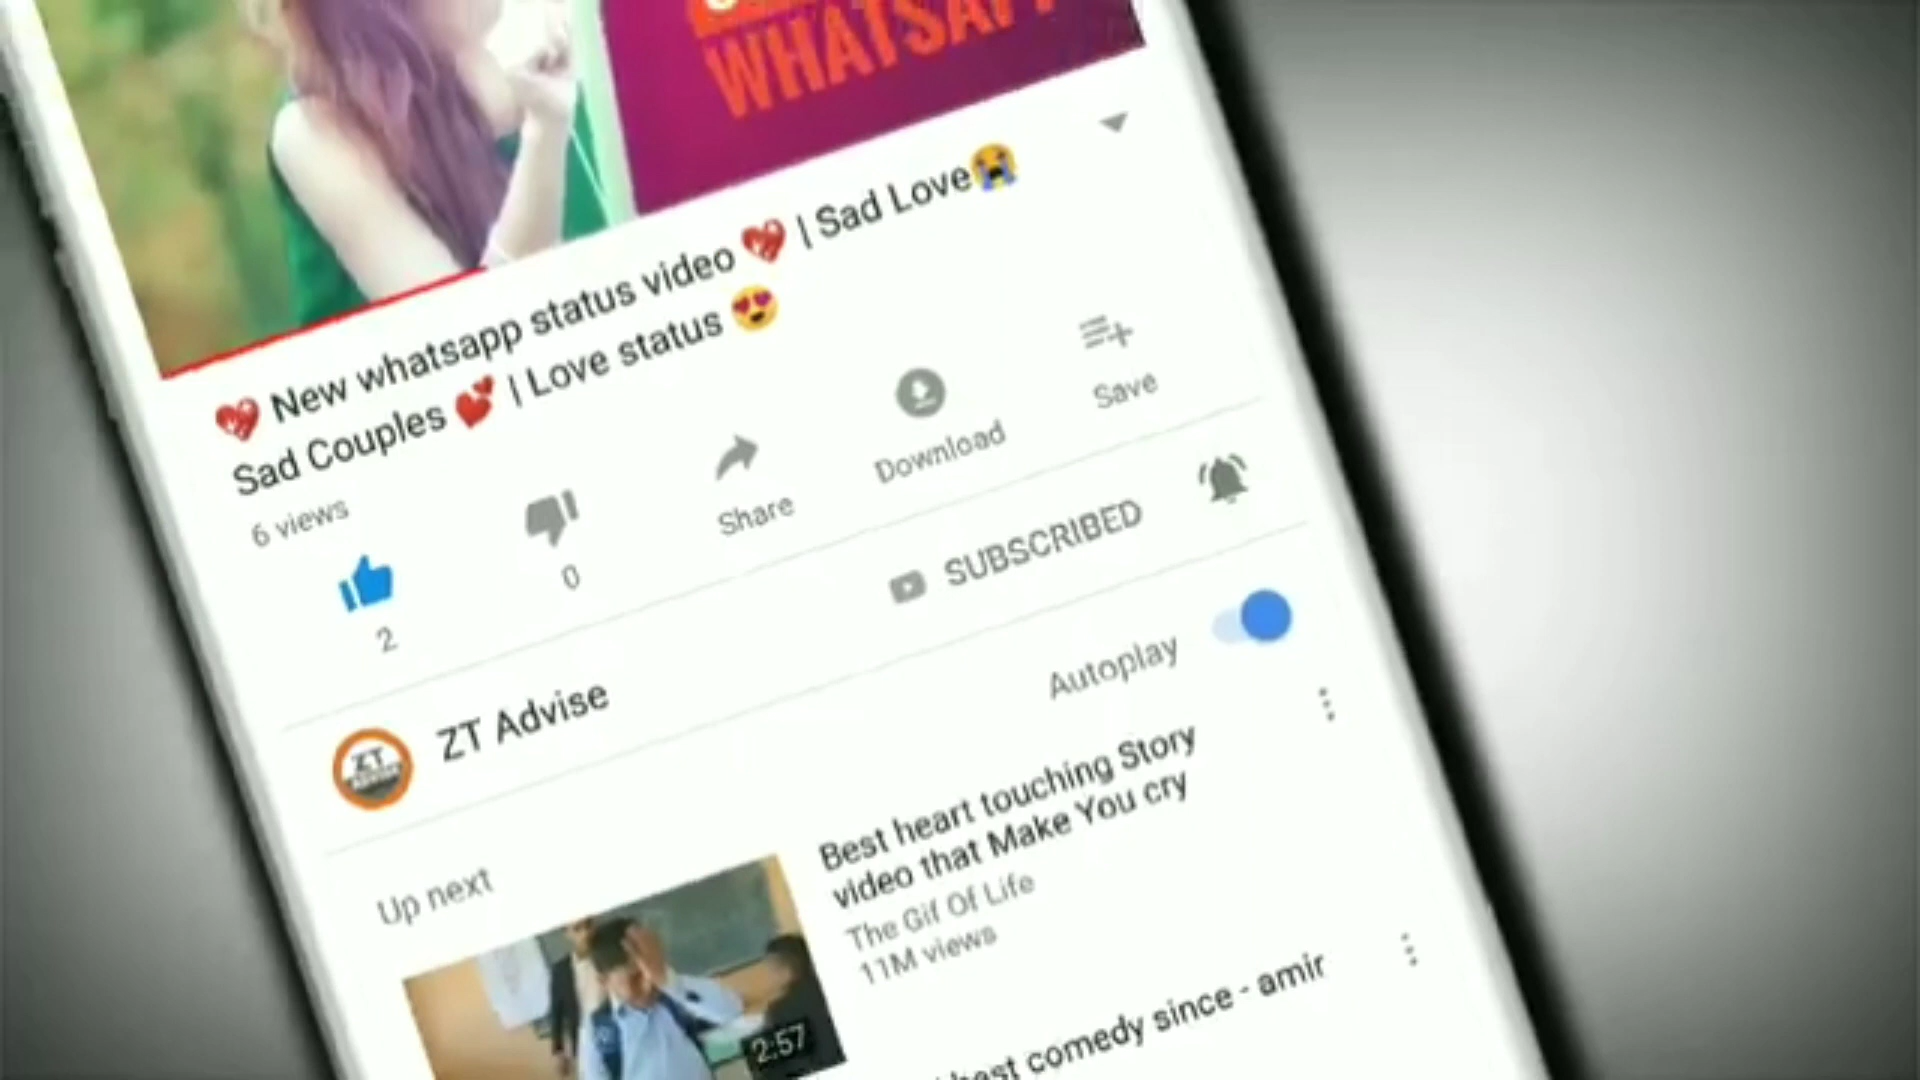 WHATSAPP
💖 New whatsapp status video 💖 | Sad Love😭
Sad Couples 💕 | Love status 😍
6 views
2
0
Share
Download
Save
ZT Advise
SUBSCRIBED
ZT
Up next
Autoplay
Best heart touching Story
video that Make You cry
The Gif Of Life
11M views
2:57
best comedy since - amir